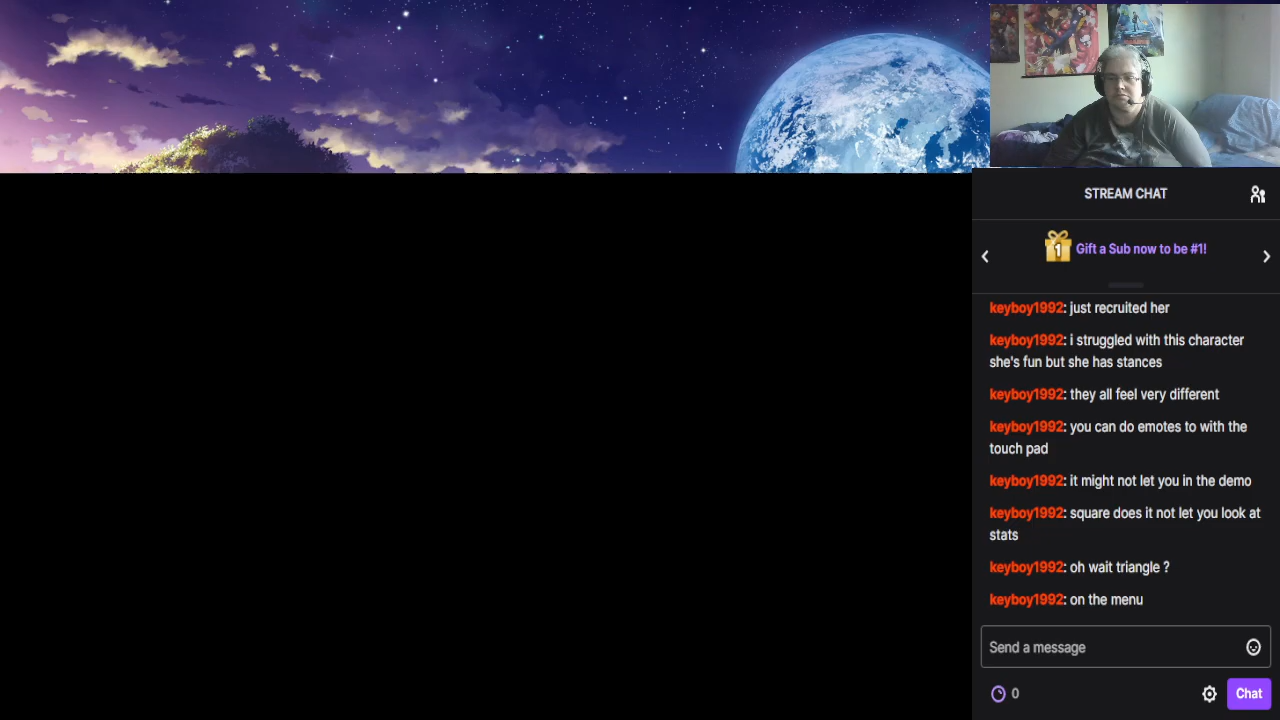 STREAM CHAT
1 Gift a Sub now to be #1!
keyboy1992: just recruited her
keyboy1992: i struggled with this character
she's fun but she has stances
keyboy1992: they all feel very different
keyboy1992: you can do emotes to with the
touch pad
keyboy1992: it might not let you in the demo
keyboy1992: square does it not let you look at
stats
keyboy1992: oh wait triangle ?
keyboy1992: on the menu
Send a message
0
Chat